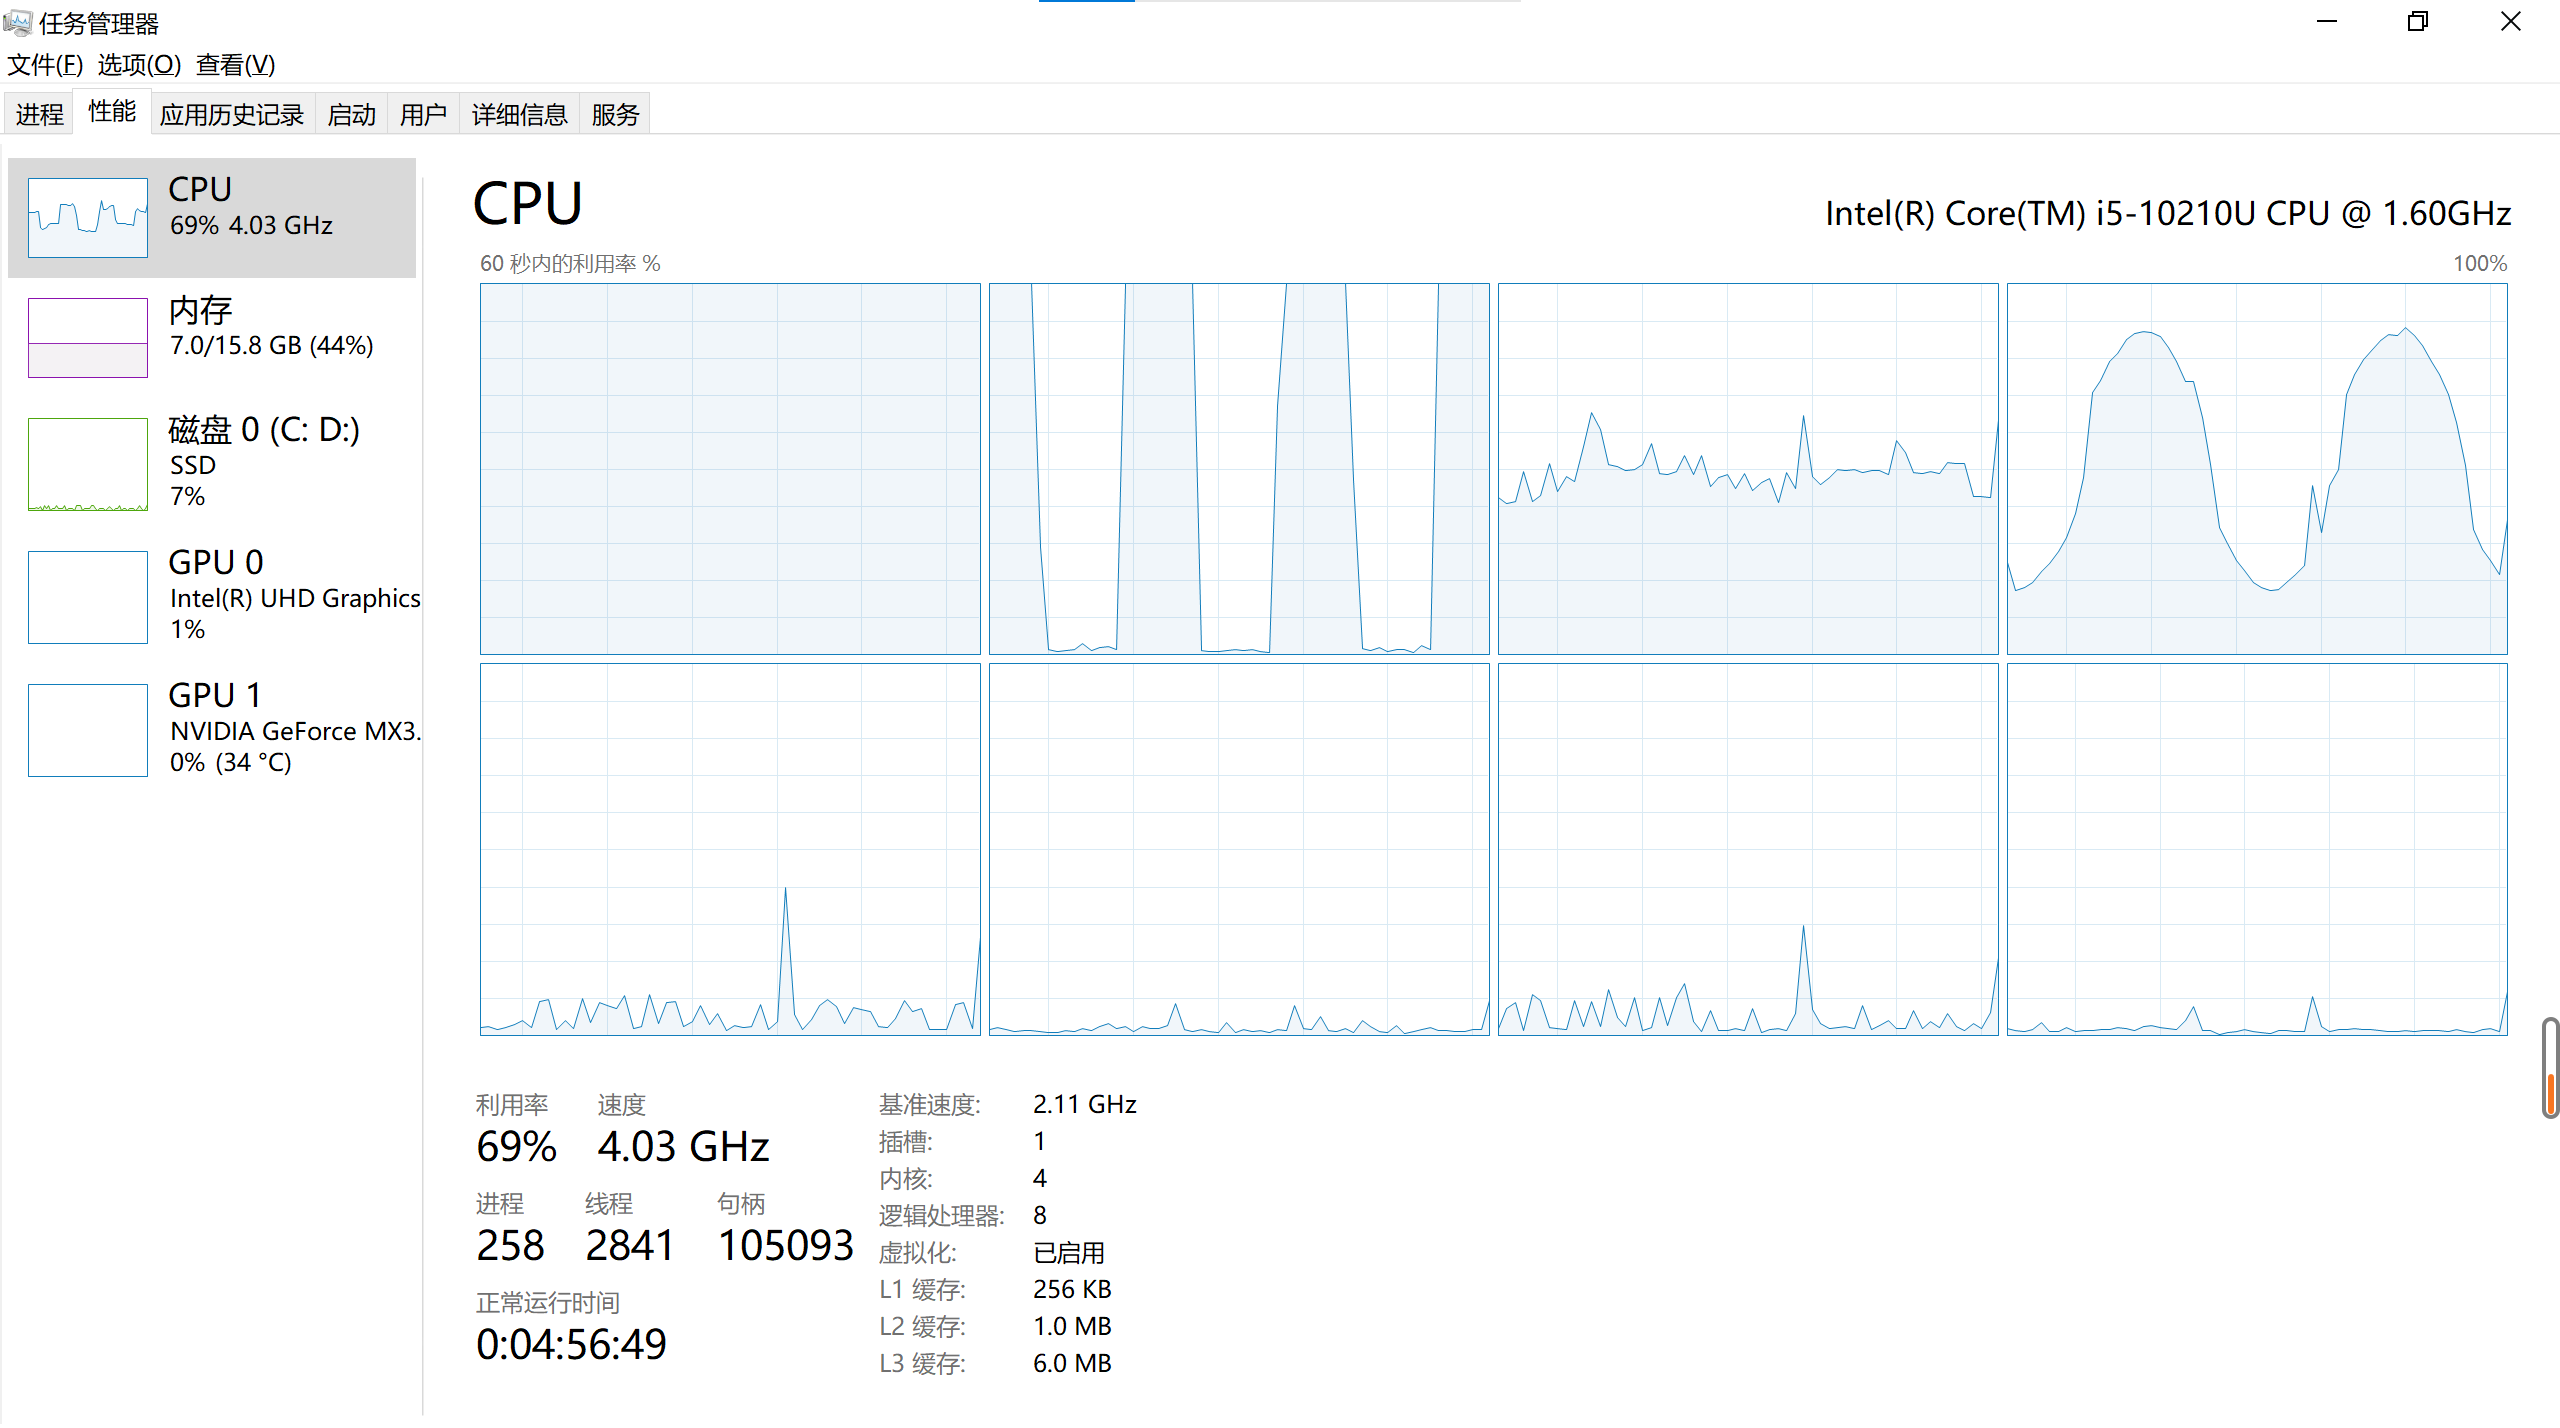 任务管理器
文件(F) 选项(O) 查看(V)
进程 性能 应用历史记录 启动 用户 详细信息 服务
CPU
69% 4.03 GHz
内存
7.0/15.8 GB (44%)
磁盘 0 (C: D:)
SSD
7%
GPU 0
Intel(R) UHD Graphics
1%
GPU 1
NVIDIA GeForce MX3.
0% (34 °C)
CPU
Intel(R) Core(TM) i5-10210U CPU @ 1.60GHz
60 秒内的利用率 %
100%
利用率 速度
69% 4.03 GHz
进程 线程 句柄
258 2841 105093
正常运行时间
0:04:56:49
基准速度: 2.11 GHz
插槽: 1
内核: 4
逻辑处理器: 8
虚拟化: 已启用
L1 缓存: 256 KB
L2 缓存: 1.0 MB
L3 缓存: 6.0 MB